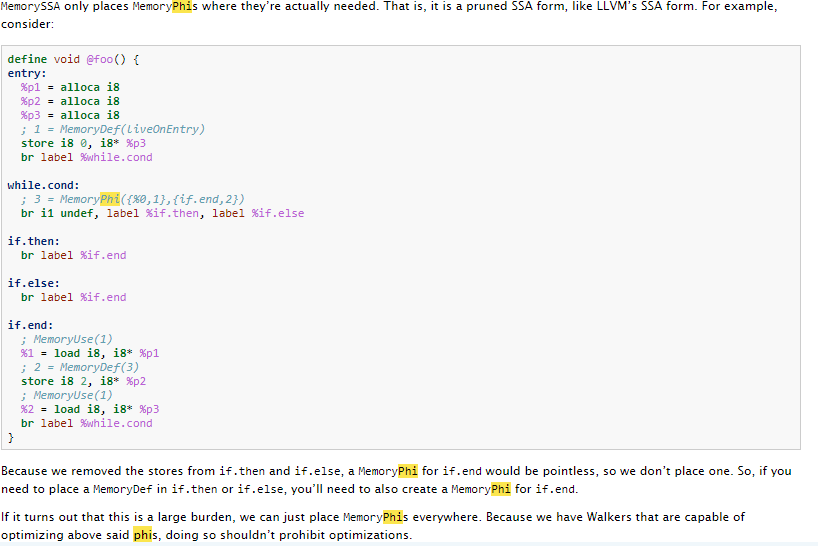 MemorySSA only places MemoryPhis where they're actually needed. That is, it is a pruned SSA form, like LLVM's SSA form. For example,
consider:
define void @foo() {
entry:
  %p1 = alloca i8
  %p2 = alloca i8
  %p3 = alloca i8
  ; 1 = MemoryDef(liveOnEntry)
  store i8 0, i8* %p3
  br label %while.cond
while.cond:
  ; 3 = MemoryPhi({%0,1},{if.end,2})
  br i1 undef, label %if.then, label %if.else
if.then:
  br label %if.end
if.else:
  br label %if.end
if.end:
  ; MemoryUse(1)
  %1 = load i8, i8* %p1
  ; 2 = MemoryDef(3)
  store i8 2, i8* %p2
  ; MemoryUse(1)
  %2 = load i8, i8* %p3
  br label %while.cond
}
Because we removed the stores from if.then and if.else, a MemoryPhi for if.end would be pointless, so we don't place one. So, if you
need to place a MemoryDef in if.then or if.else, you'll need to also create a MemoryPhi for if.end.
If it turns out that this is a large burden, we can just place MemoryPhis everywhere. Because we have Walkers that are capable of
optimizing above said phis, doing so shouldn't prohibit optimizations.